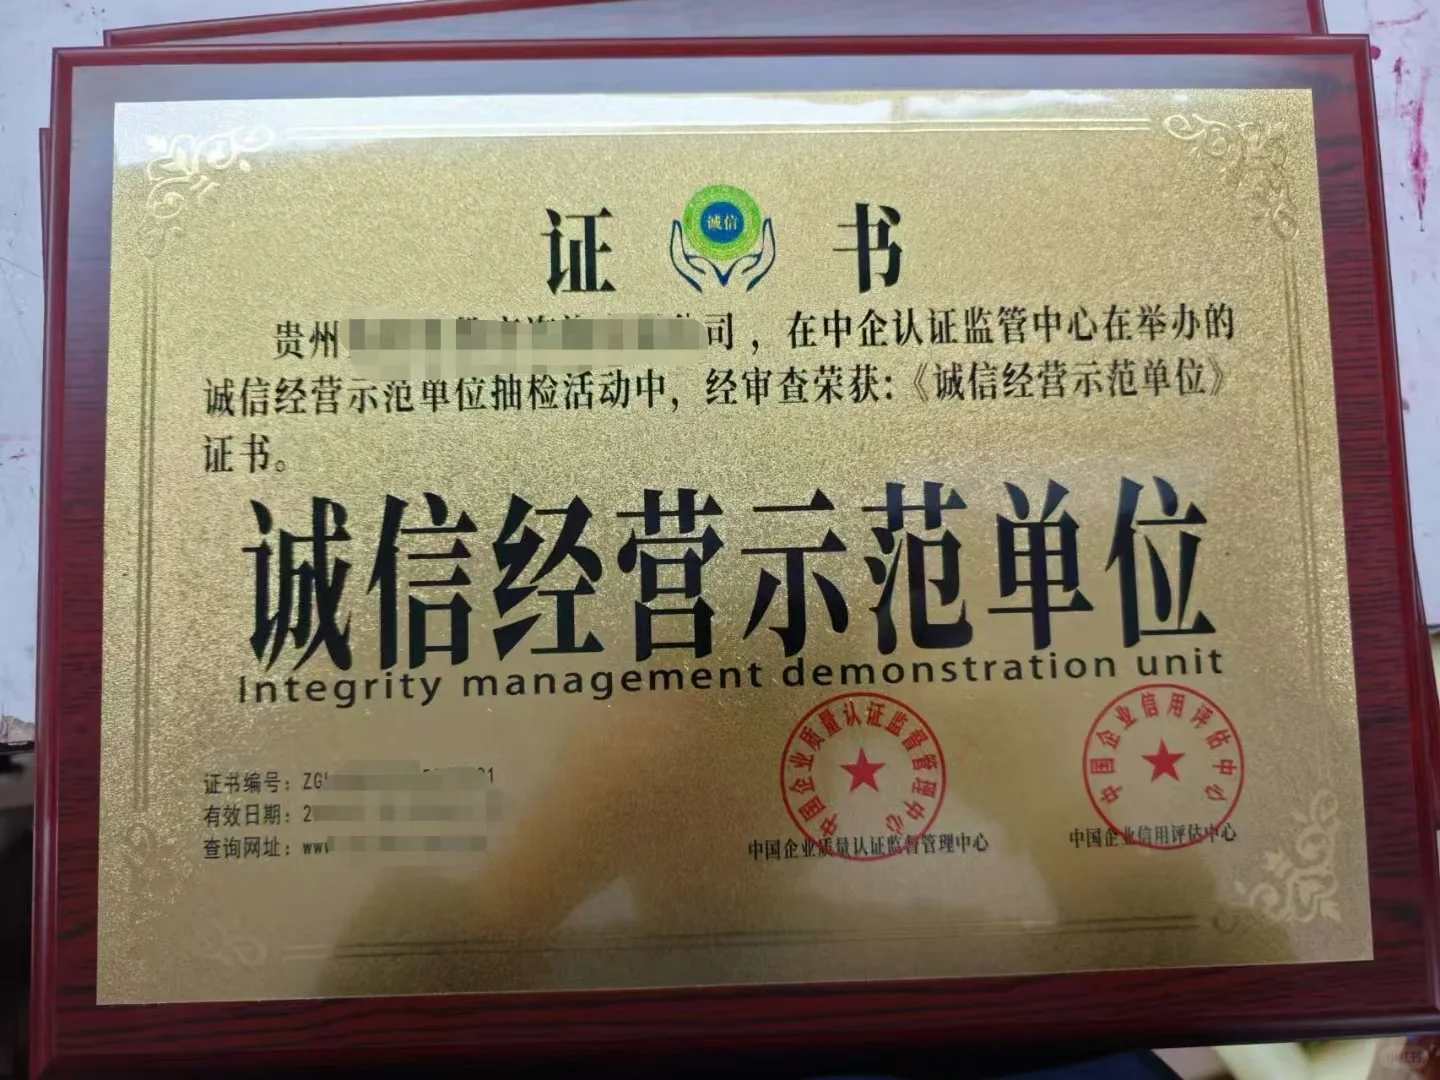 证 诚信 书
贵州 司，在中企认证监管中心在举办的
诚信经营示范单位抽检活动中，经审查荣获：《诚信经营示范单位》
证书。
诚信经营示范单位
Integrity management demonstration unit
中国企业质量认证监督管理中心
中国企业信用评估中心
证书编号：ZG
有效日期：2
查询网址：www
中国企业质量认证监督管理中心
中国企业信用评估中心
小红书